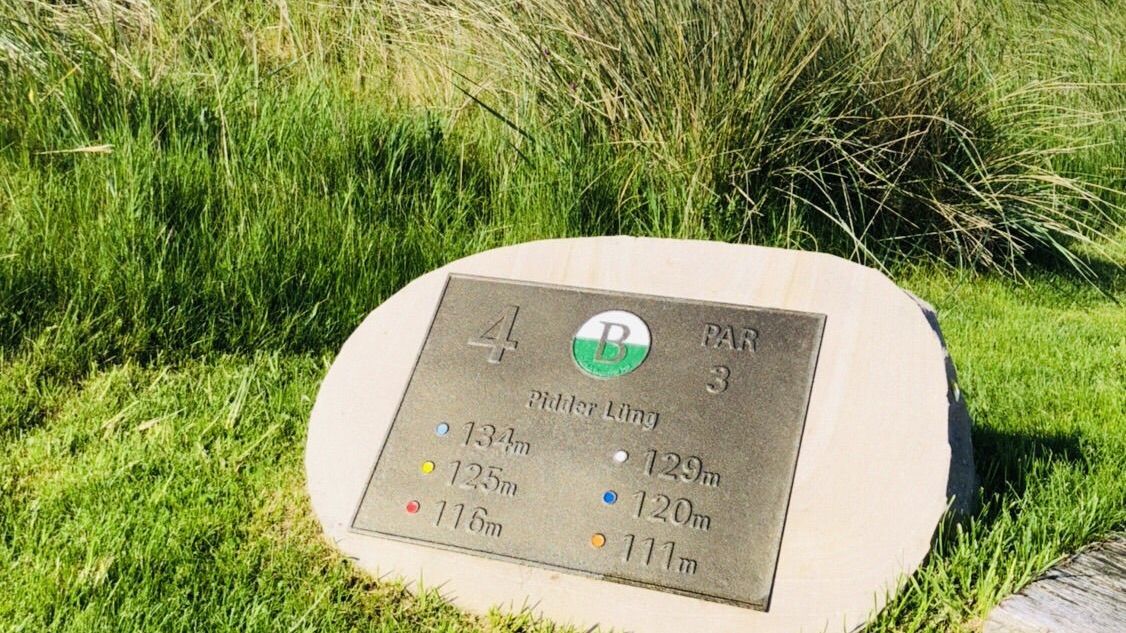 4 B PAR
3
Pidder Lüng
134m 129m
125m 120m
116m 111m